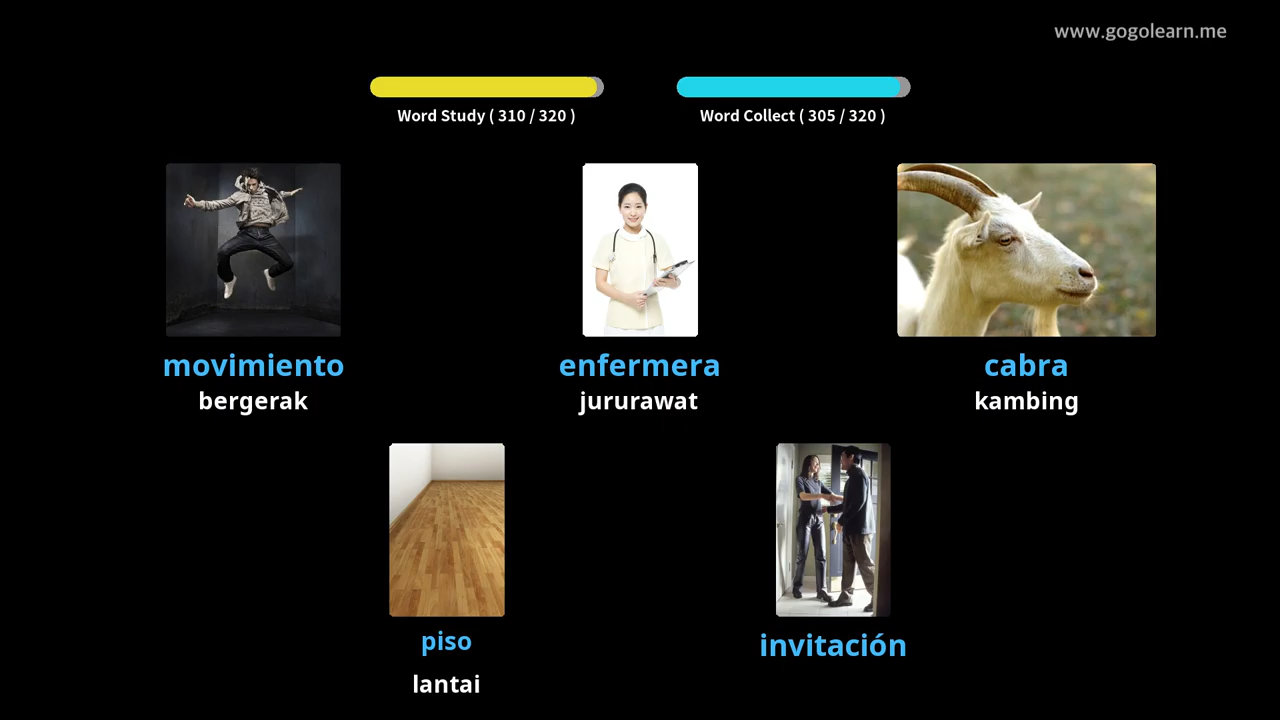 www.gogolearn.me
Word Study ( 310 / 320 )
Word Collect ( 305 / 320 )
movimiento
bergerak
enfermera
jururawat
cabra
kambing
piso
lantai
invitación